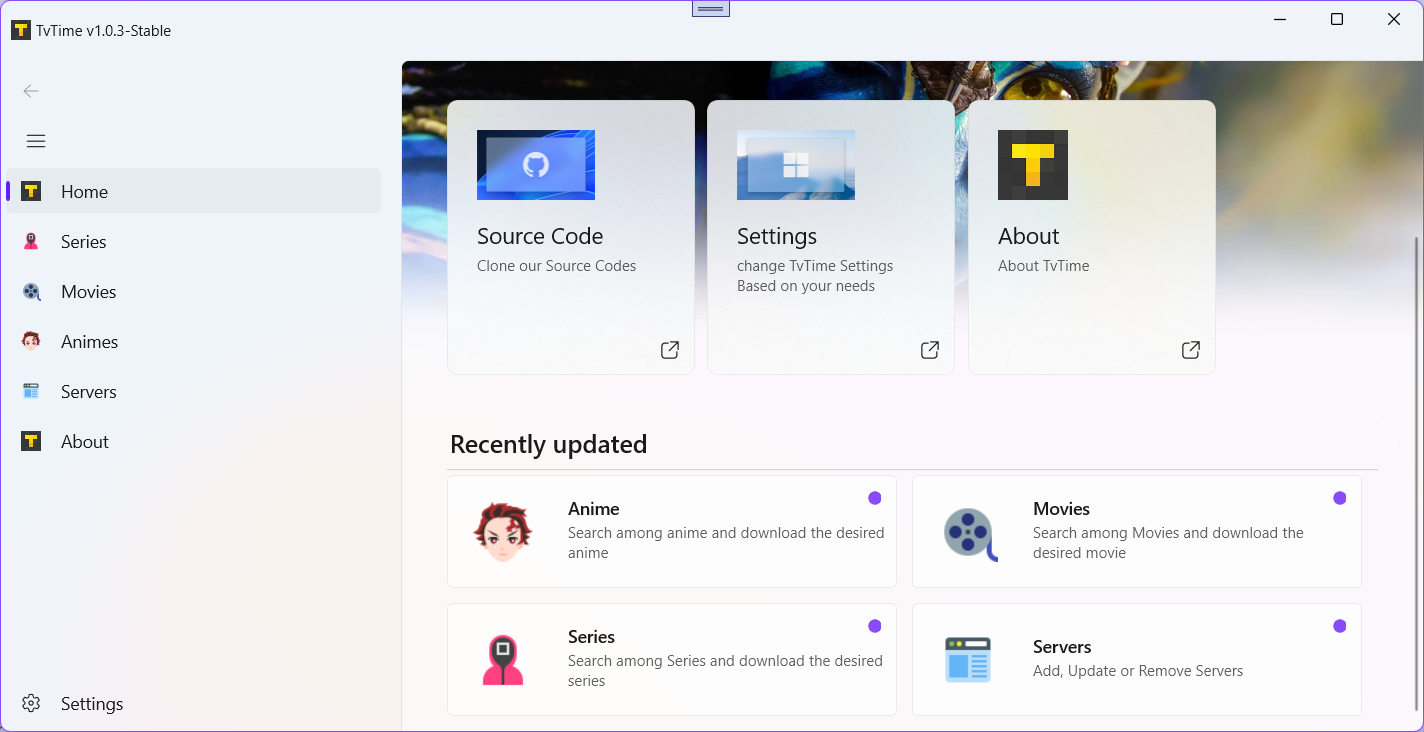 TvTime v1.0.3-Stable
Home
Series
Movies
Animes
Servers
About
Settings
Source Code
Clone our Source Codes
Settings
change TvTime Settings
Based on your needs
About
About TvTime
Recently updated
Anime
Search among anime and download the desired
anime
Movies
Search among Movies and download the
desired movie
Series
Search among Series and download the desired
series
Servers
Add, Update or Remove Servers